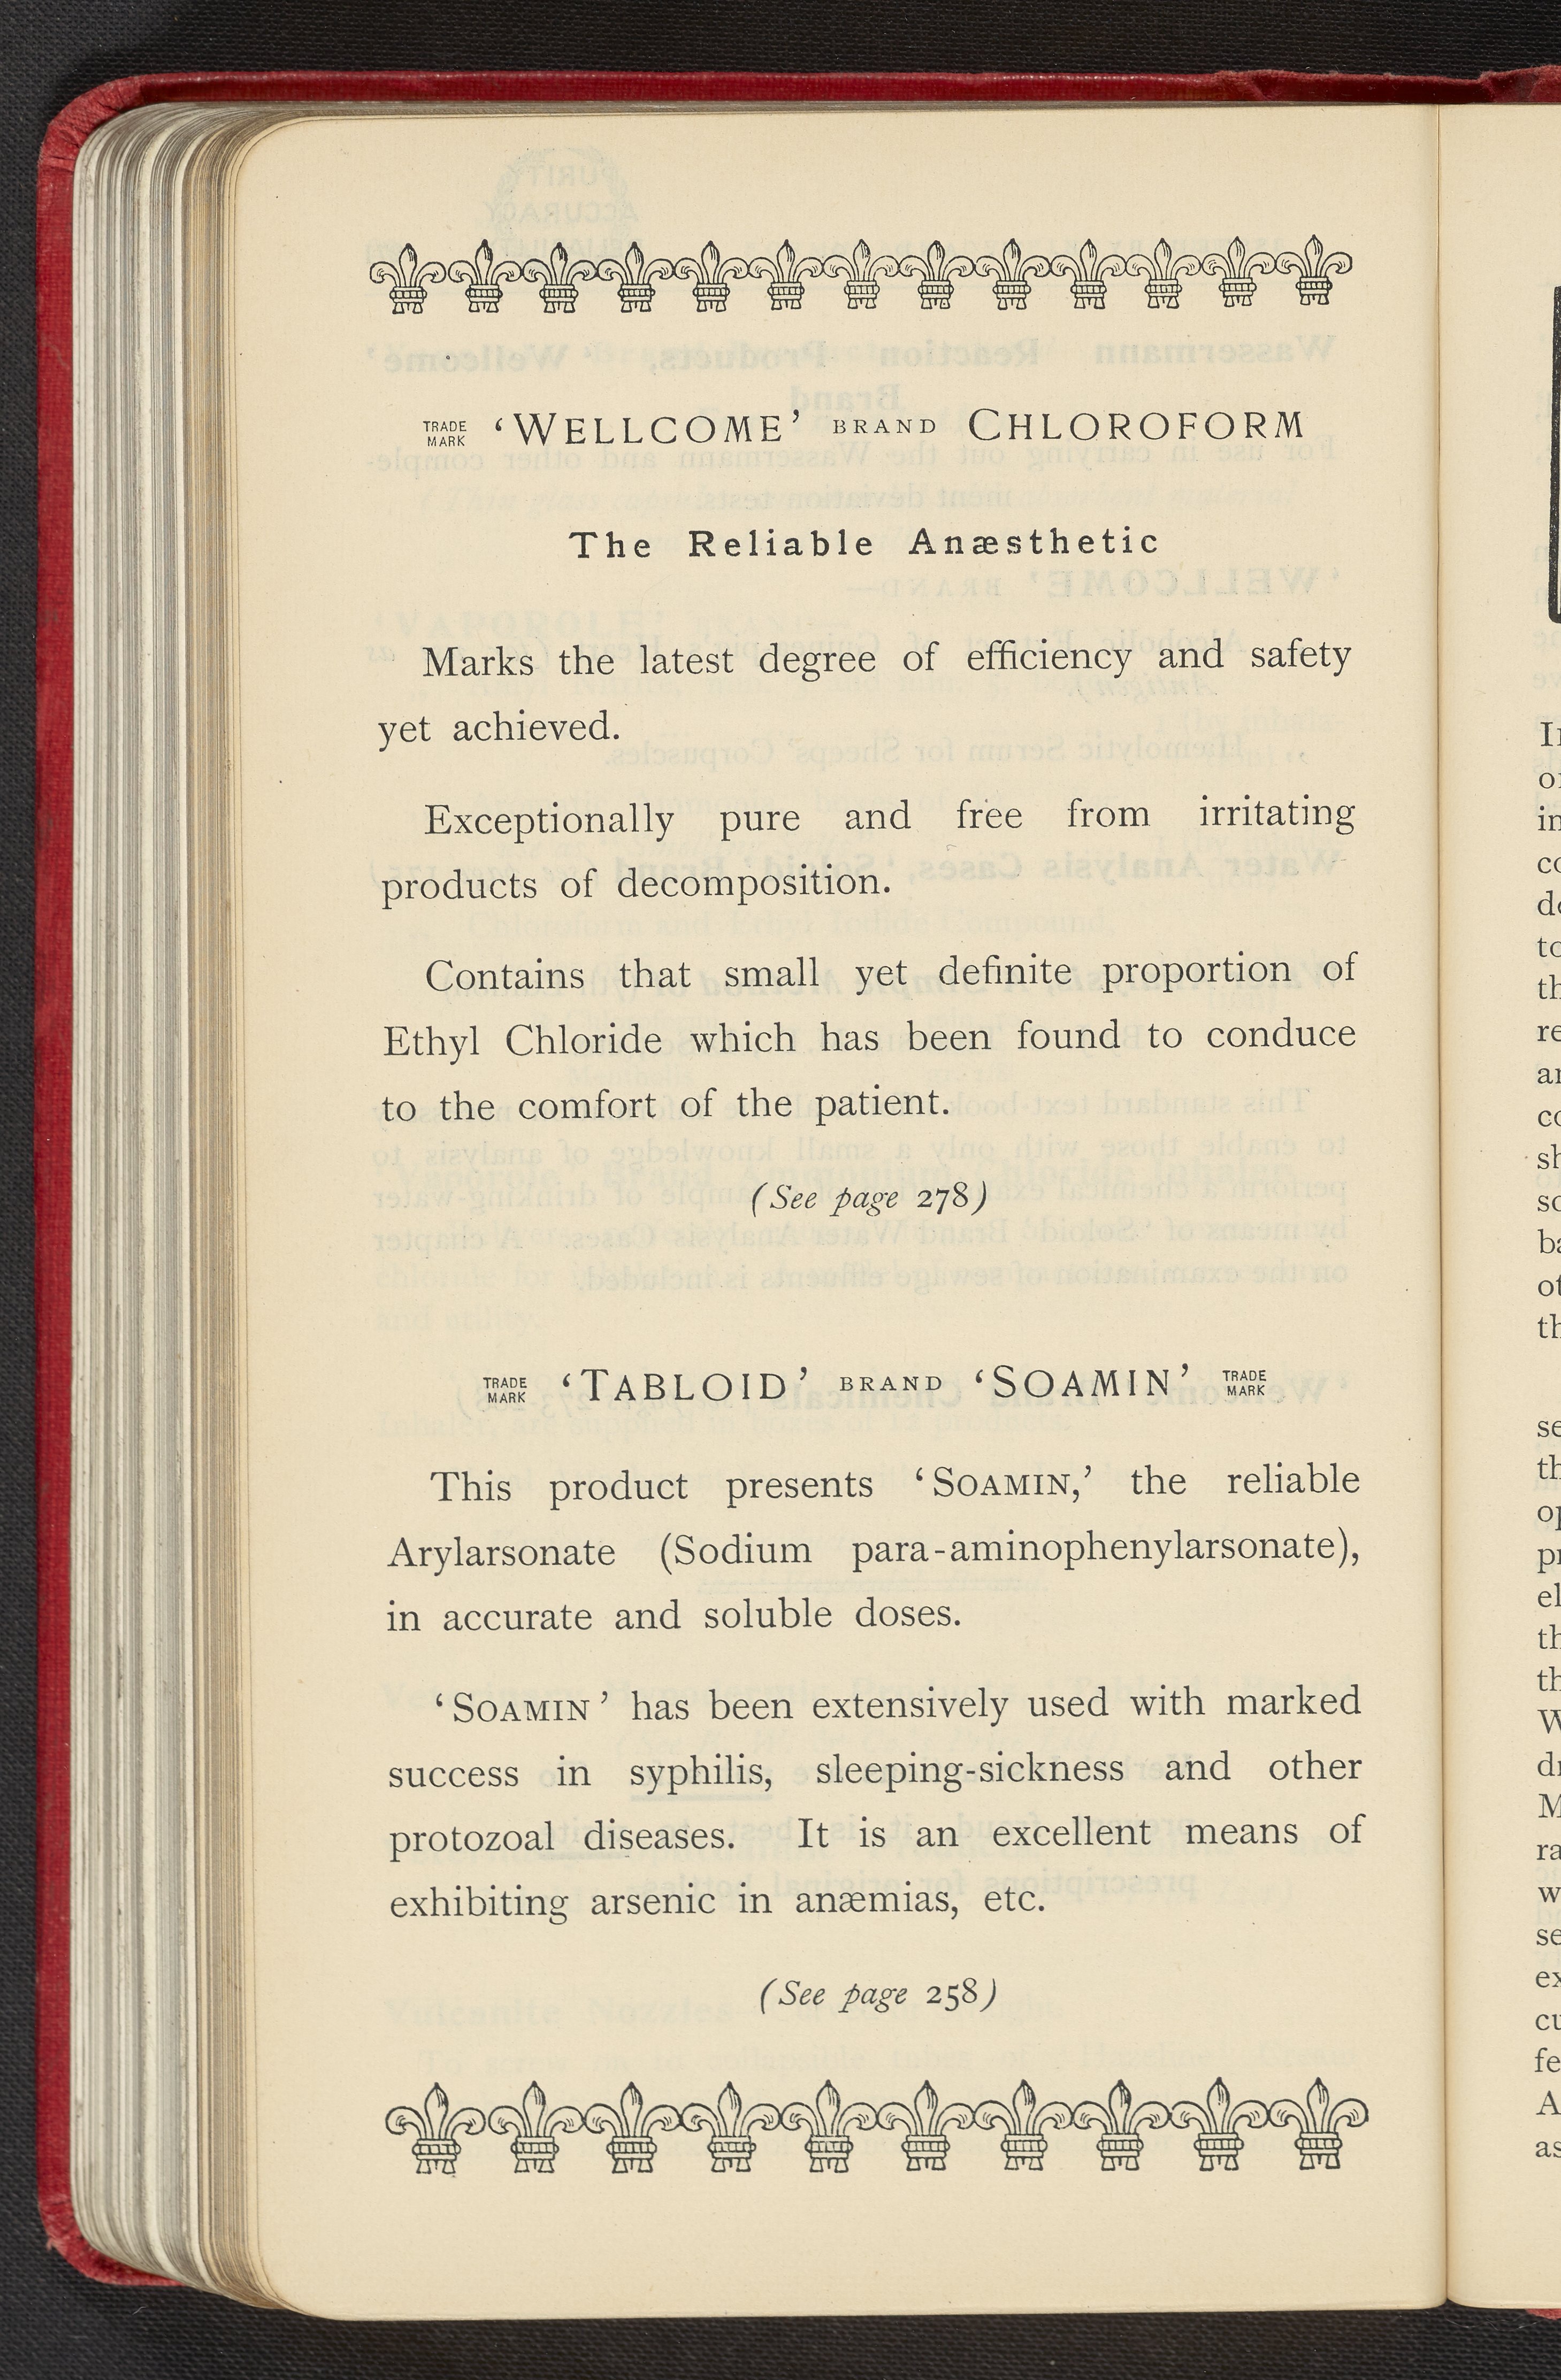 TRADE MARK ‘WELLCOME’ BRAND CHLOROFORM
The Reliable Anæsthetic
Marks the latest degree of efficiency and safety
yet achieved.
Exceptionally pure and free from irritating
products of decomposition.
Contains that small yet definite proportion of
Ethyl Chloride which has been found to conduce
to the comfort of the patient.
(See page 278)
TRADE MARK ‘TABLOID’ BRAND ‘SOAMIN’ TRADE MARK
This product presents ‘SOAMIN,’ the reliable
Arylarsonate (Sodium para-aminophenylarsonate),
in accurate and soluble doses.
‘SOAMIN’ has been extensively used with marked
success in syphilis, sleeping-sickness and other
protozoal diseases. It is an excellent means of
exhibiting arsenic in anæmias, etc.
(See page 258)